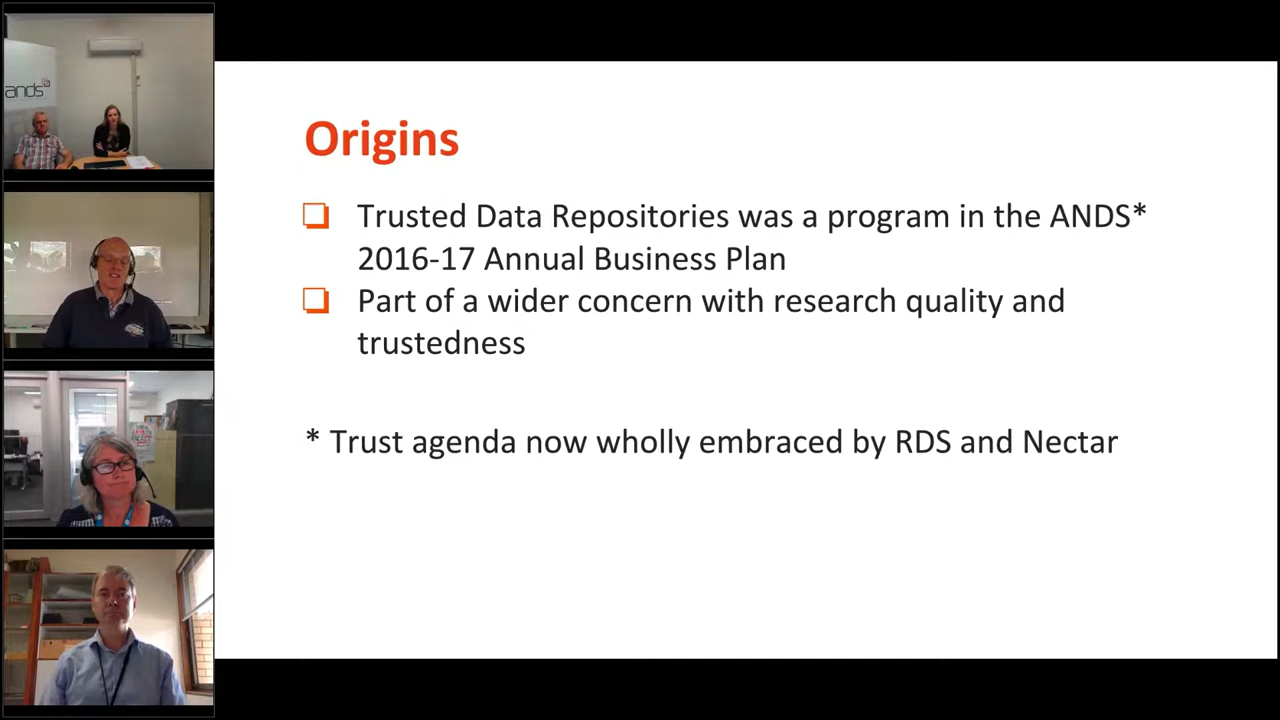 ands
Origins
Trusted Data Repositories was a program in the ANDS*
2016-17 Annual Business Plan
Part of a wider concern with research quality and
trustedness
* Trust agenda now wholly embraced by RDS and Nectar